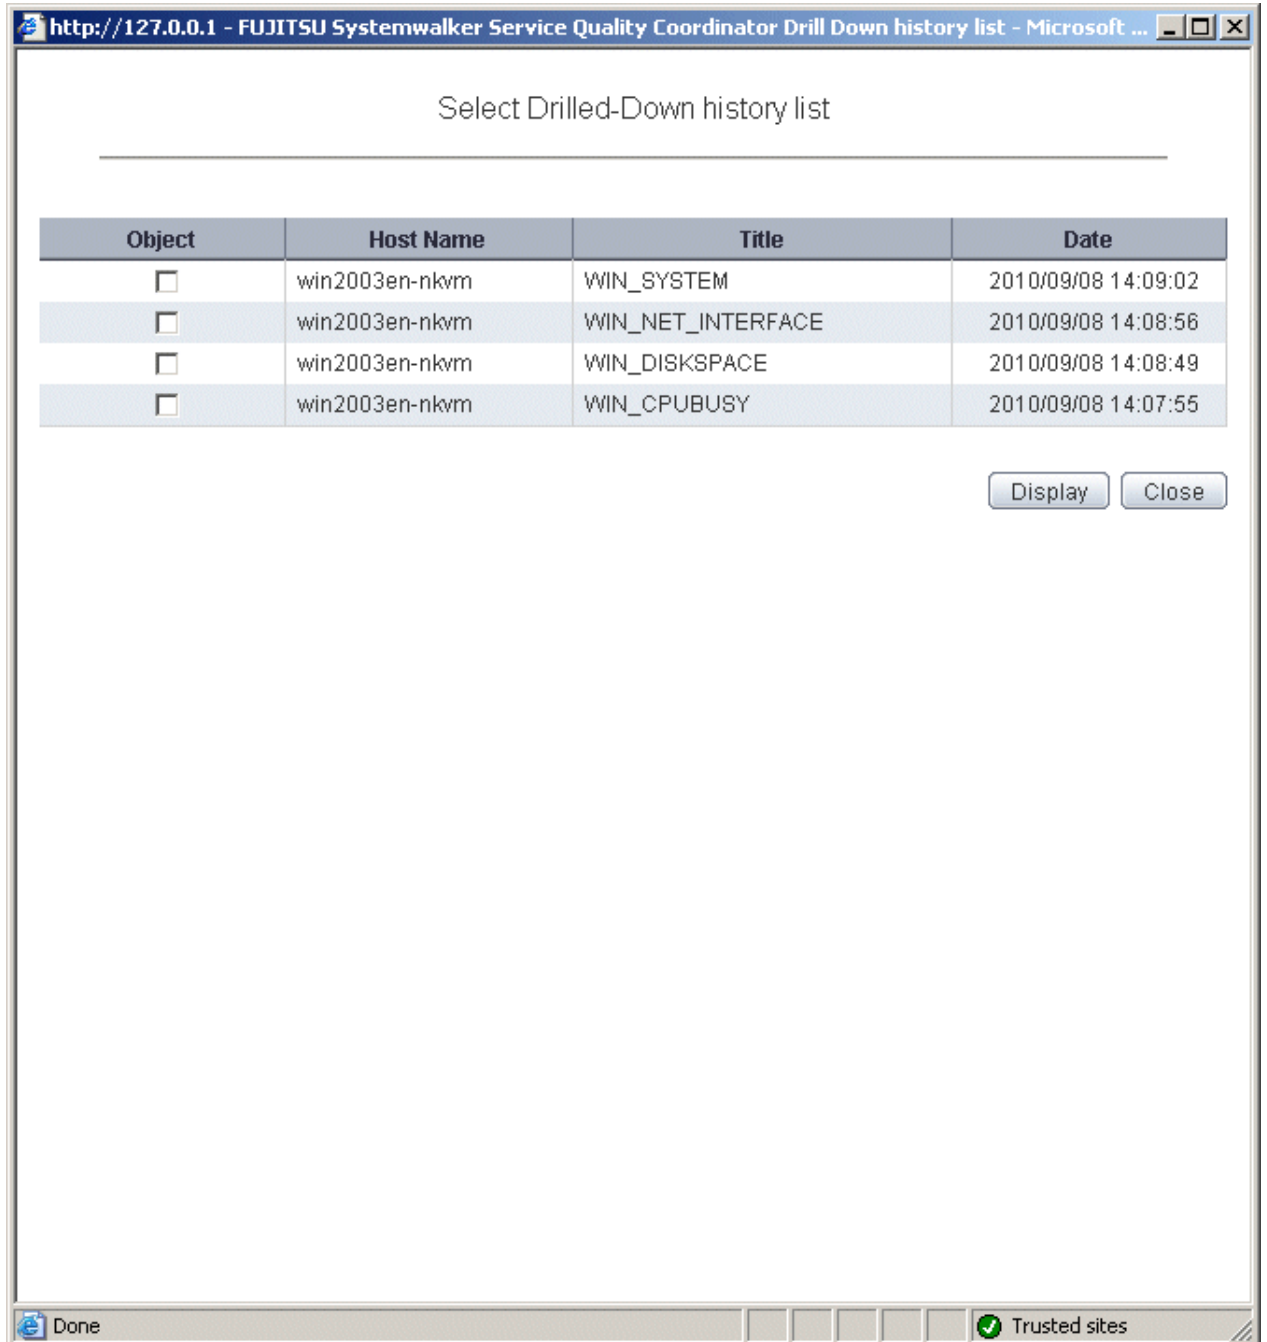 http://127.0.0.1 - FUJITSU Systemwalker Service Quality Coordinator Drill Down history list - Microsoft ...
Select Drilled-Down history list
Object Host Name Title Date
win2003en-nkvm WIN_SYSTEM 2010/09/08 14:09:02
win2003en-nkvm WIN_NET_INTERFACE 2010/09/08 14:08:56
win2003en-nkvm WIN_DISKSPACE 2010/09/08 14:08:49
win2003en-nkvm WIN_CPUBUSY 2010/09/08 14:07:55
Display Close
Done Trusted sites